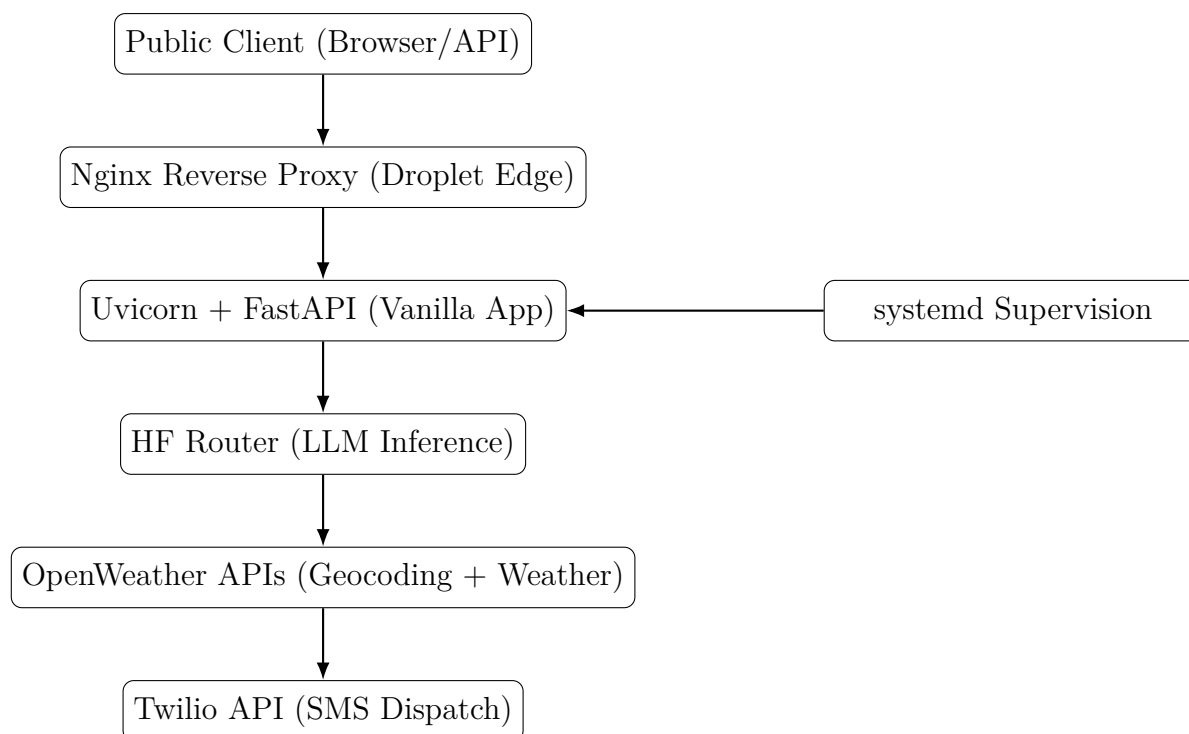 Public Client (Browser/API)
Nginx Reverse Proxy (Droplet Edge)
Uvicorn + FastAPI (Vanilla App)
systemd Supervision
HF Router (LLM Inference)
OpenWeather APIs (Geocoding + Weather)
Twilio API (SMS Dispatch)